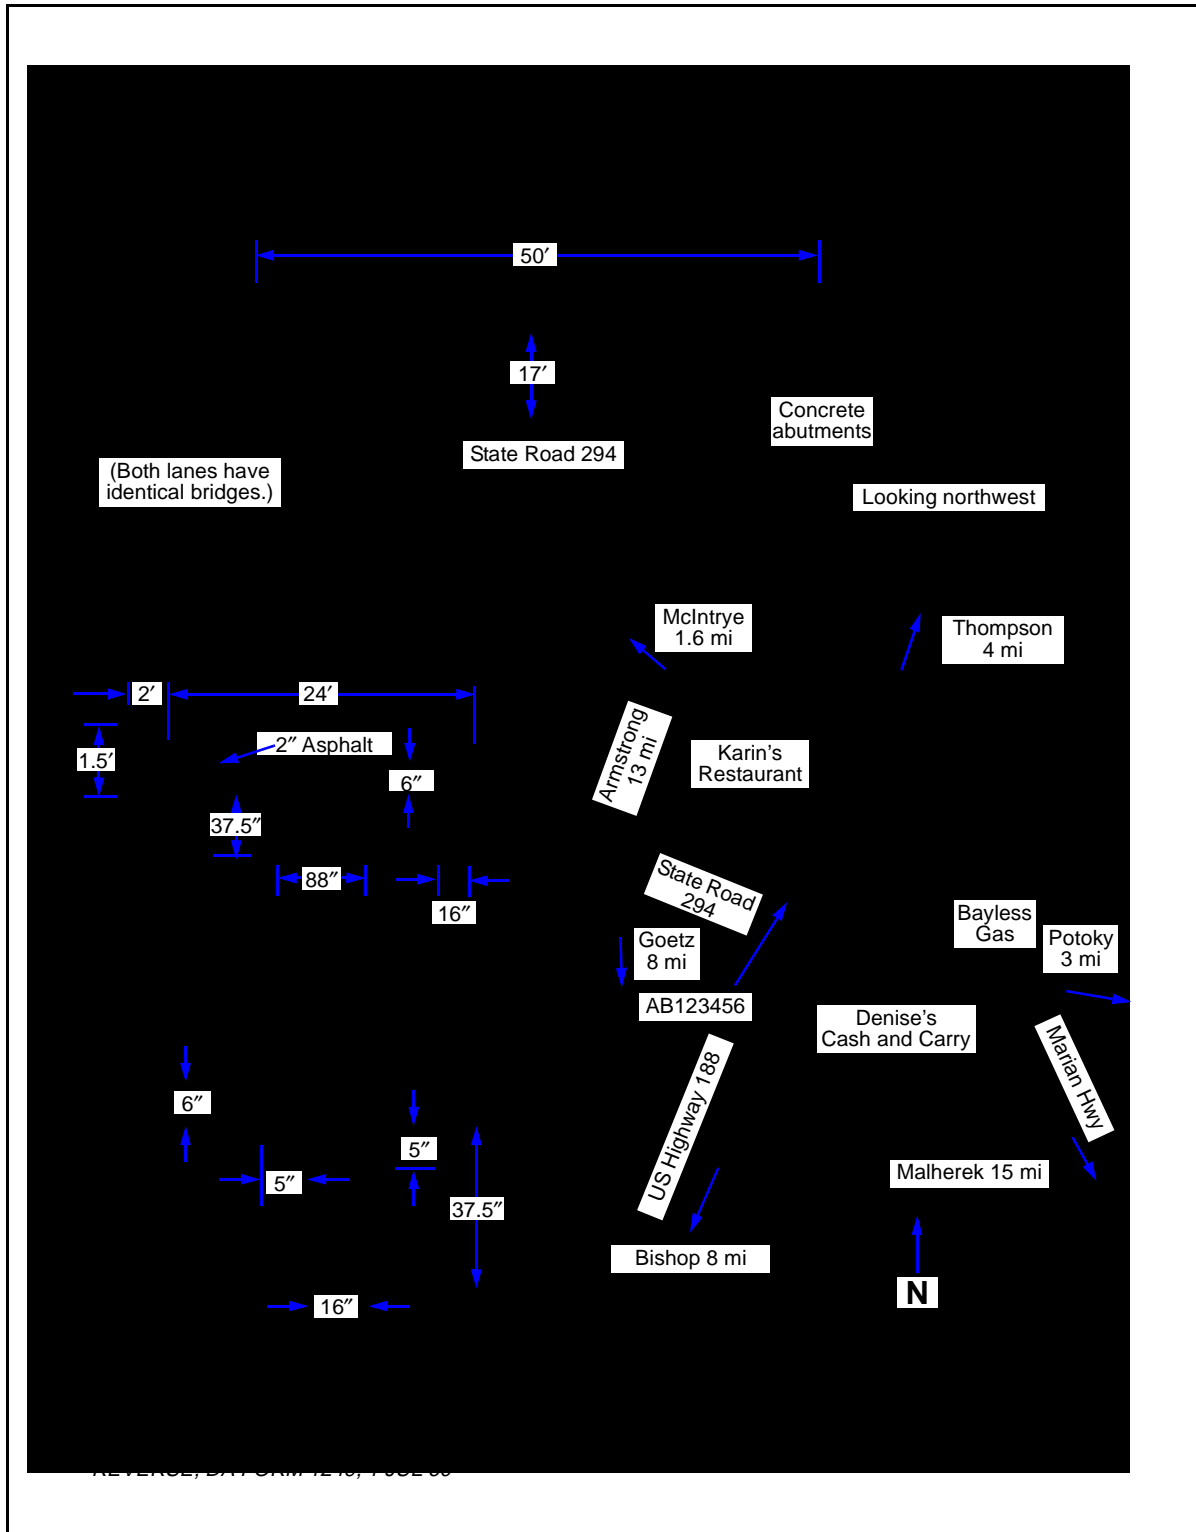 50′
17′
Concrete
abutments
State Road 294
(Both lanes have
identical bridges.)
Looking northwest
McIntrye
1.6 mi
Thompson
4 mi
2′
24′
2″ Asphalt
1.5′
6″
37.5″
88″
16″
Armstrong
13 mi
Karin's
Restaurant
State Road
294
Goetz
8 mi
Bayless
Gas
Potoky
3 mi
AB123456
Denise's
Cash and Carry
Marian Hwy
US Highway 188
6″
5″
5″
37.5″
16″
Malherek 15 mi
Bishop 8 mi
N